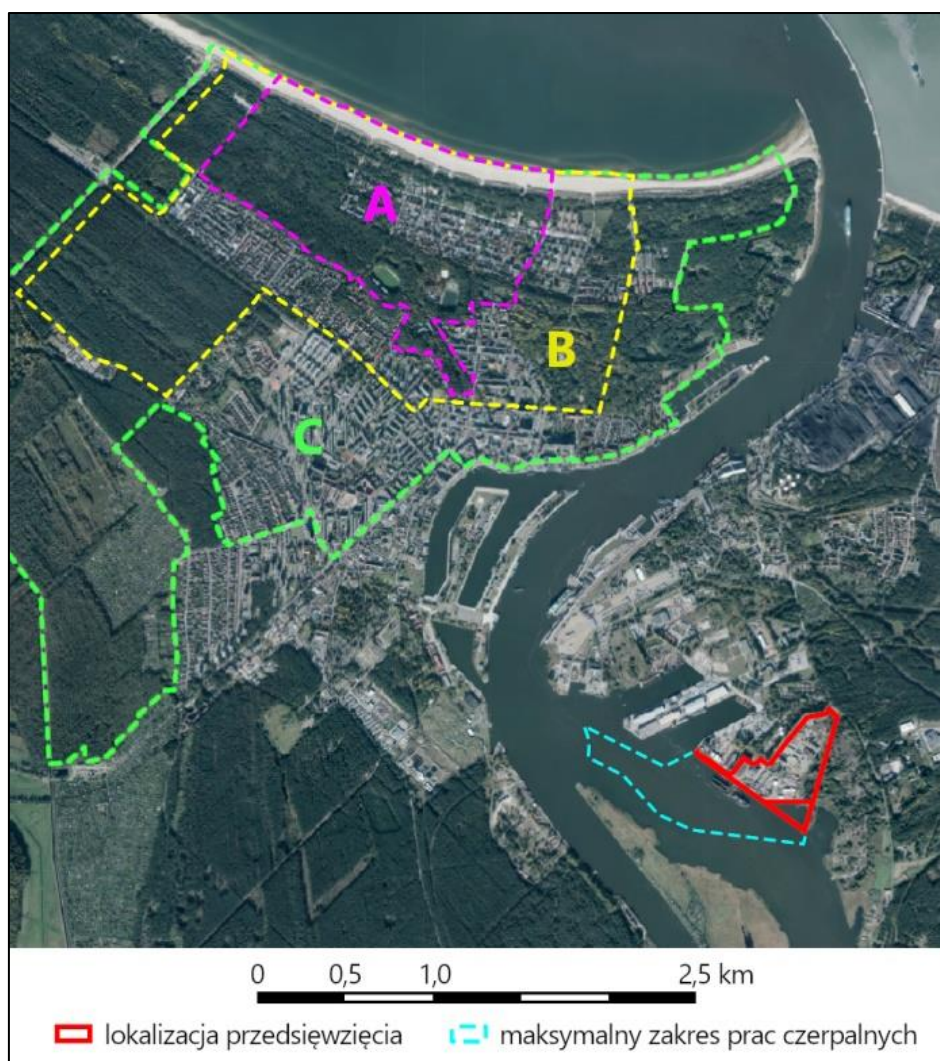 A
B
C
0 0,5 1,0 2,5 km
lokalizacja przedsięwzięcia maksymalny zakres prac czerpalnych